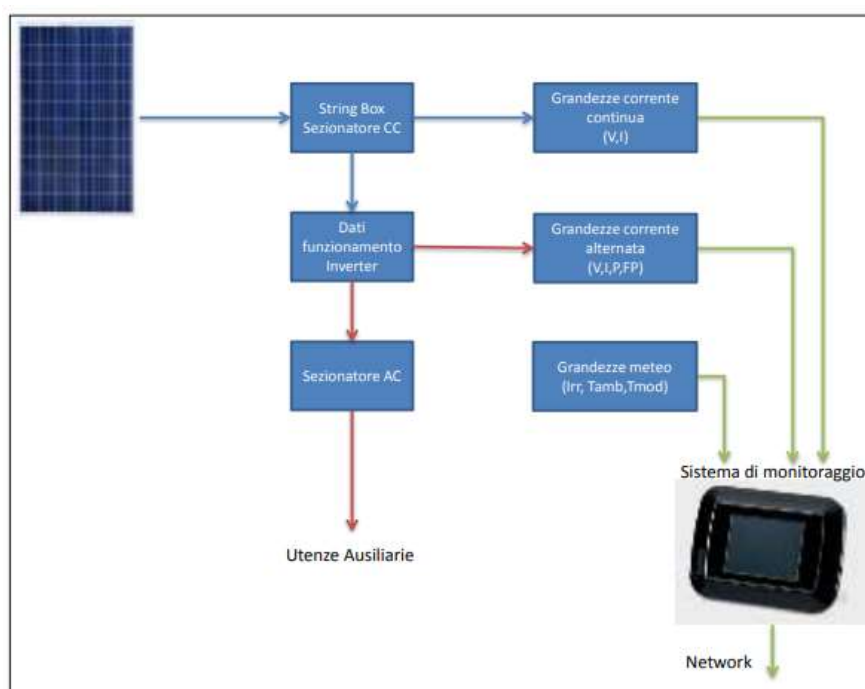 String Box
Sezionatore CC
Grandezze corrente
continua
(V,I)
Dati
funzionamento
Inverter
Grandezze corrente
alternata
(V,I,P,FP)
Sezionatore AC
Grandezze meteo
(Irr, Tamb,Tmod)
Sistema di monitoraggio
Utenze Ausiliarie
Network